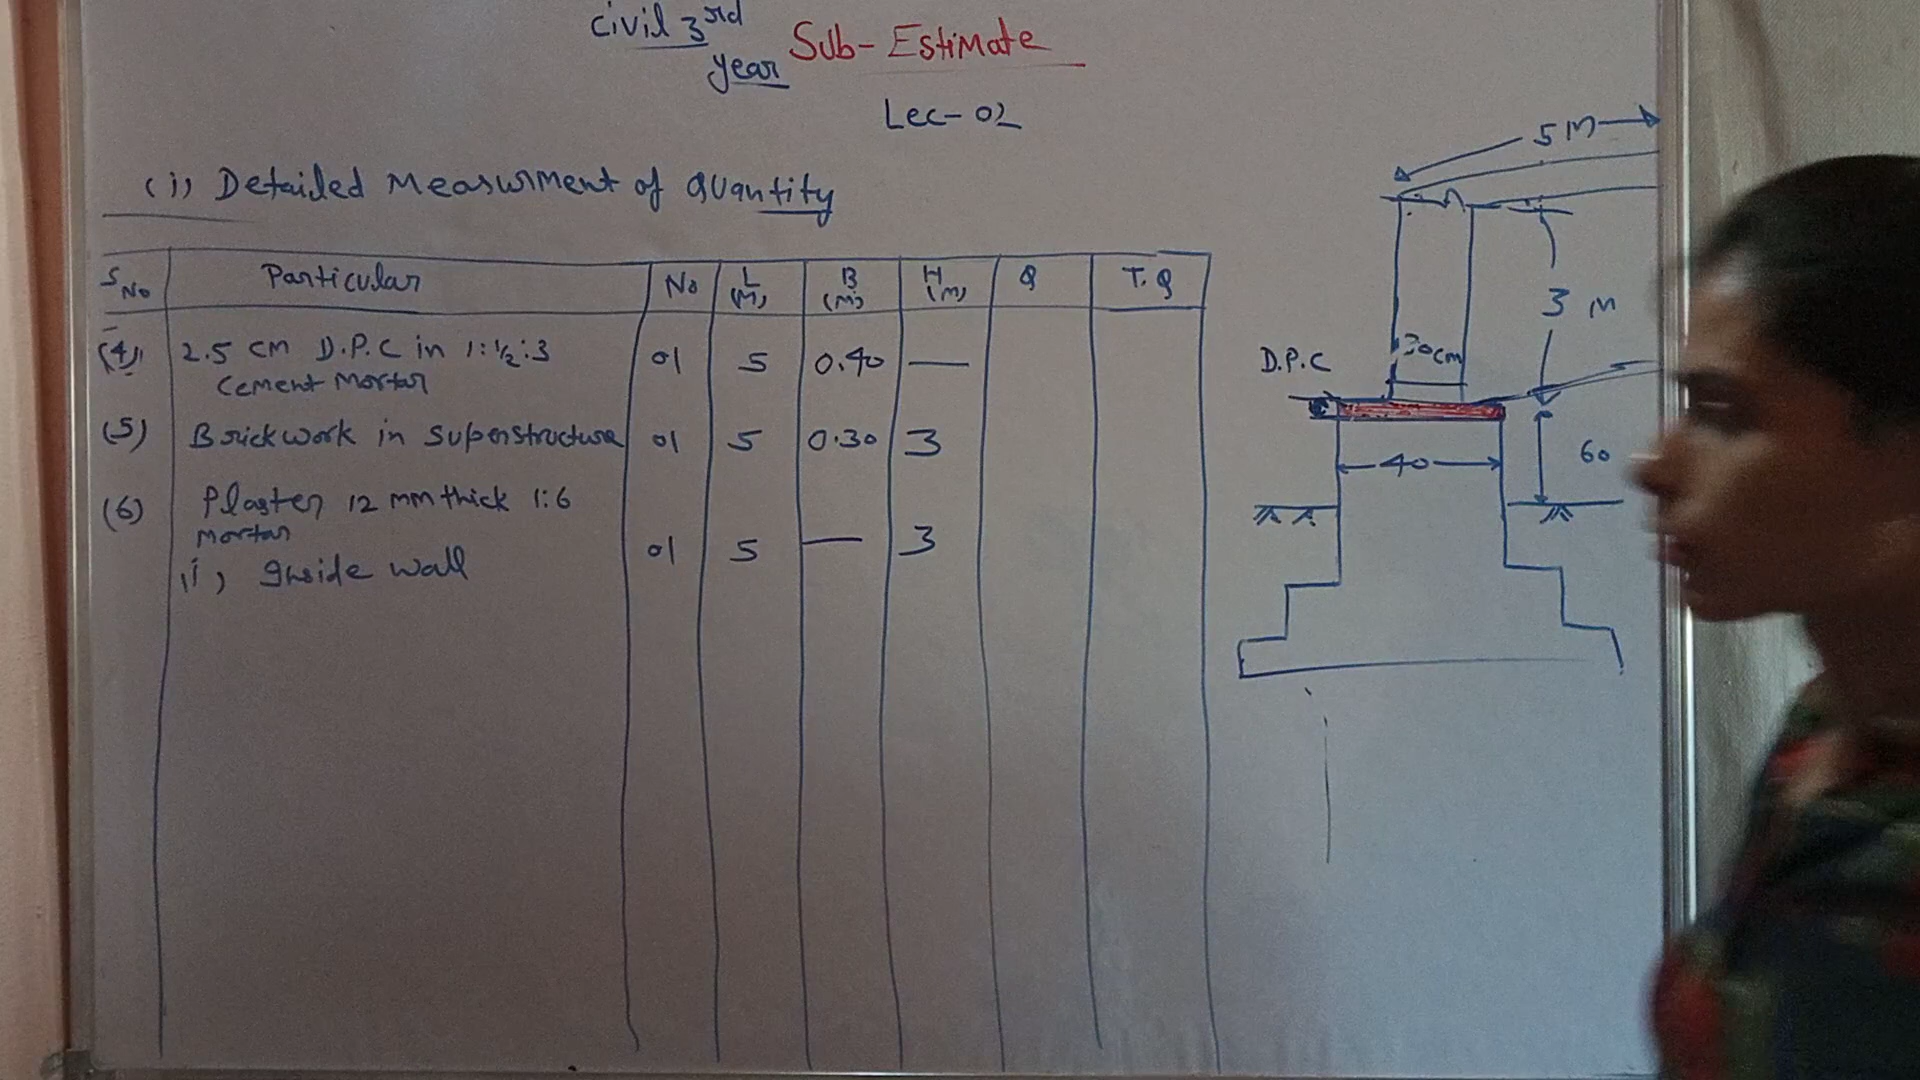 Civil 3rd
year
Sub-Estimate
Lec-02
(i) Detailed Measurment of Quantity
S No Particular No L (M) B (M) H (m) Q T.Q
(4) 2.5 cm D.P.C in 1:1/2:3 01 5 0.40 —
Cement Mortar
(5) Brickwork in Superstructure 01 5 0.30 3
(6) Plaster 12 mm thick 1:6
Mortar
(i) Inside wall 01 5 — 3
5 M
3 M
30cm
D.P.C
40
60